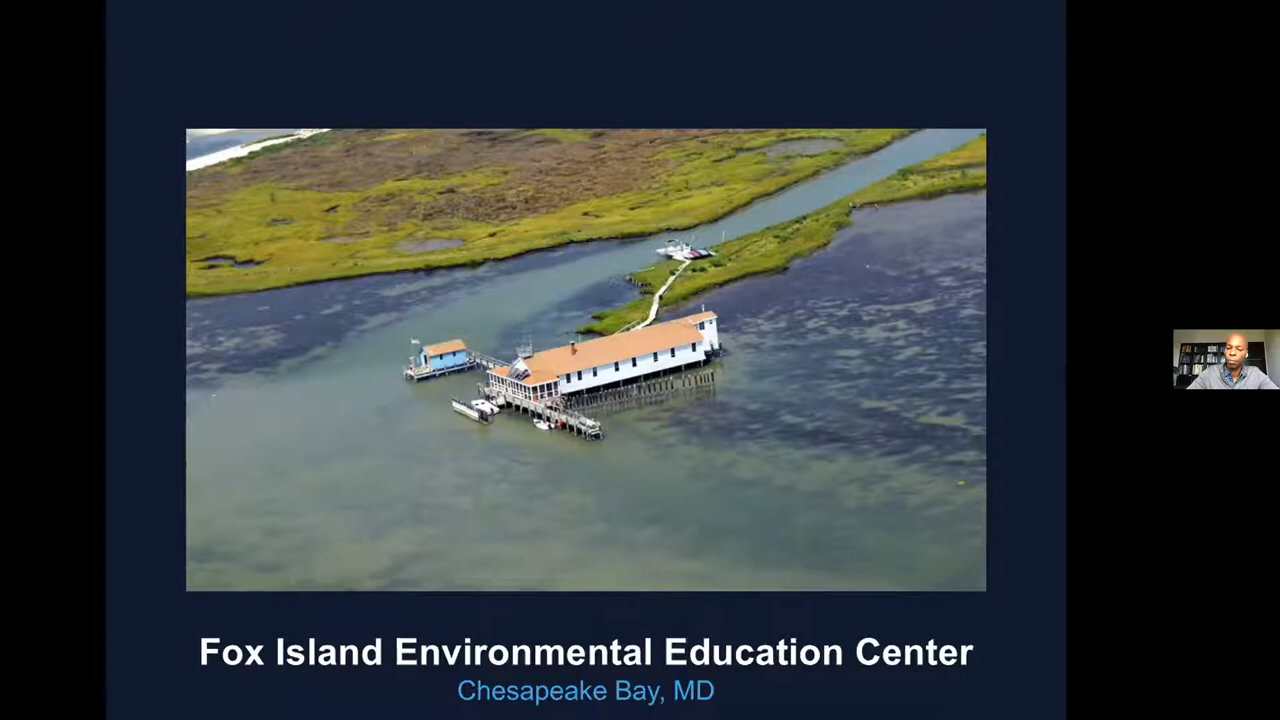 Fox Island Environmental Education Center
Chesapeake Bay, MD